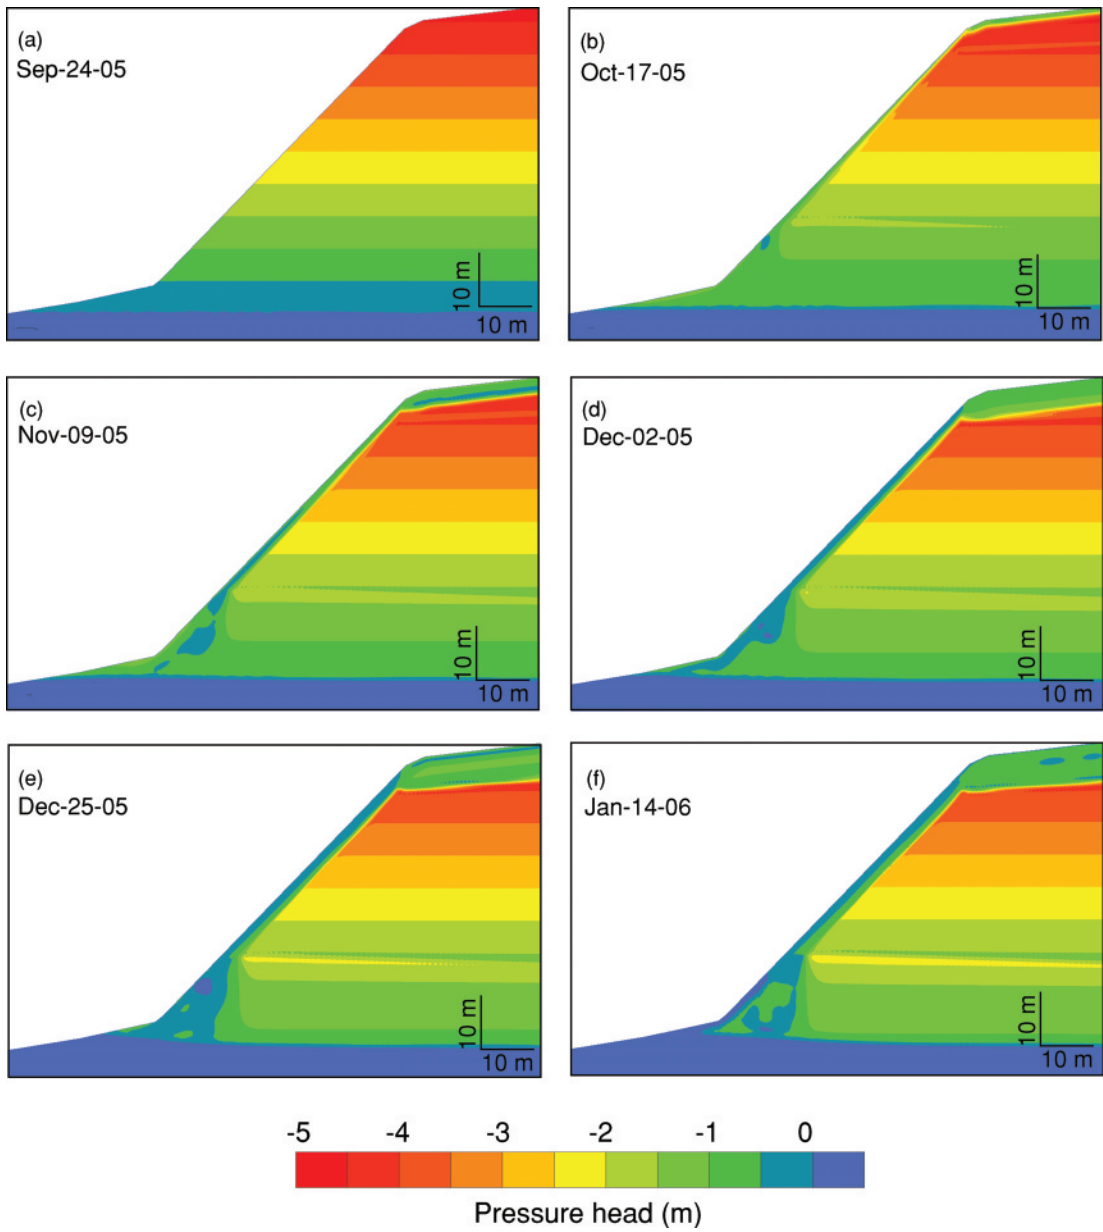 (a)
Sep-24-05
10 m
10 m
(b)
Oct-17-05
10 m
10 m
(c)
Nov-09-05
10 m
10 m
(d)
Dec-02-05
10 m
10 m
(e)
Dec-25-05
10 m
10 m
(f)
Jan-14-06
10 m
10 m
-5 -4 -3 -2 -1 0
Pressure head (m)